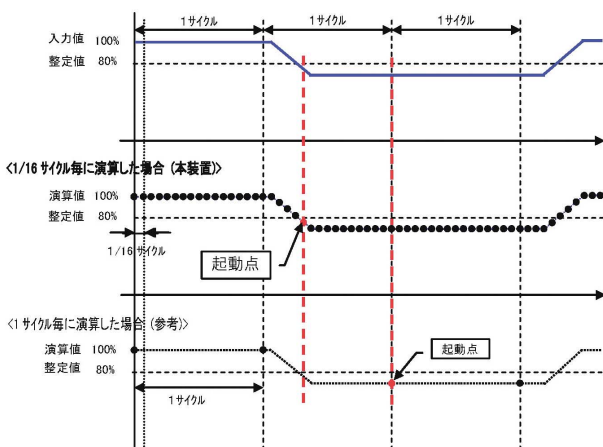 1サイクル 1サイクル 1サイクル
入力値 100%
整定値 80%
<1/16 サイクル毎に演算した場合 (本装置)>
演算値 100%
整定値 80%
1/16 サイクル
起動点
<1 サイクル毎に演算した場合 (参考)>
演算値 100%
起動点
整定値 80%
1サイクル